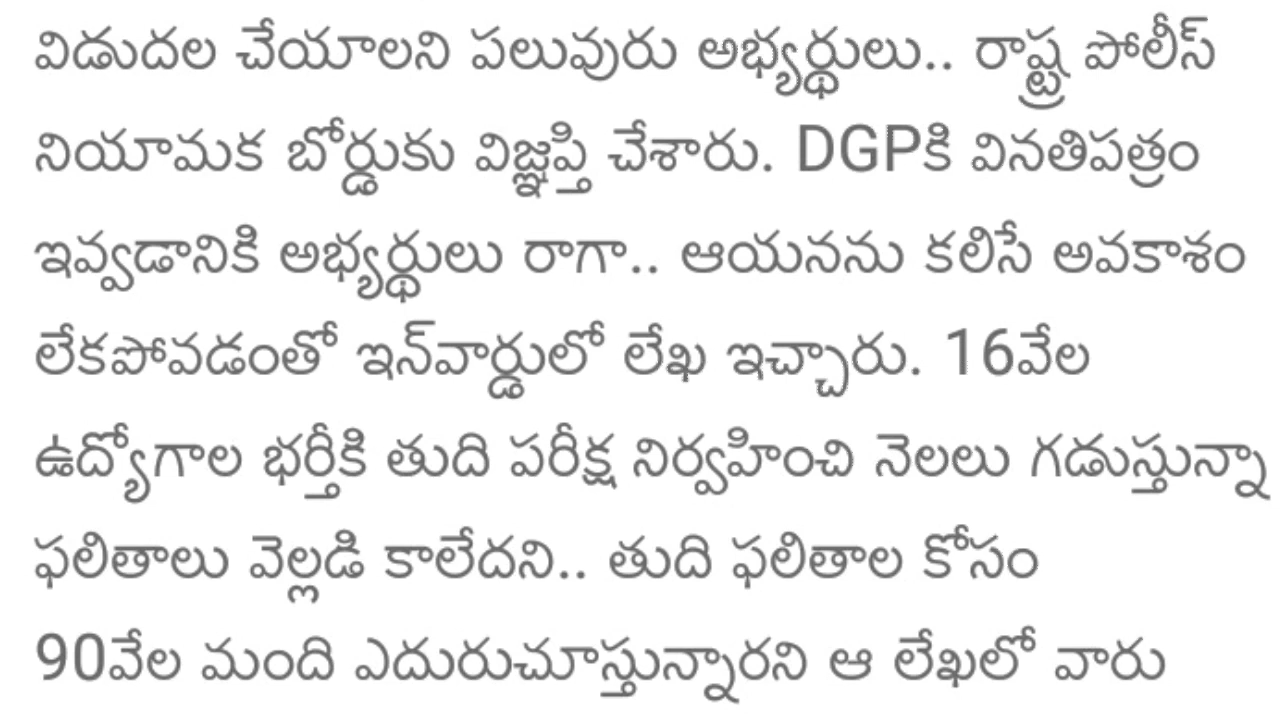 విడుదల చేయాలని పలువురు అభ్యర్థులు.. రాష్ట్ర పోలీస్
నియామక బోర్డుకు విజ్ఞప్తి చేశారు. DGPకి వినతిపత్రం
ఇవ్వడానికి అభ్యర్థులు రాగా.. ఆయనను కలిసే అవకాశం
లేకపోవడంతో ఇన్‌వార్డులో లేఖ ఇచ్చారు. 16వేల
ఉద్యోగాల భర్తీకి తుది పరీక్ష నిర్వహించి నెలలు గడుస్తున్నా
ఫలితాలు వెల్లడి కాలేదని.. తుది ఫలితాల కోసం
90వేల మంది ఎదురుచూస్తున్నారని ఆ లేఖలో వారు